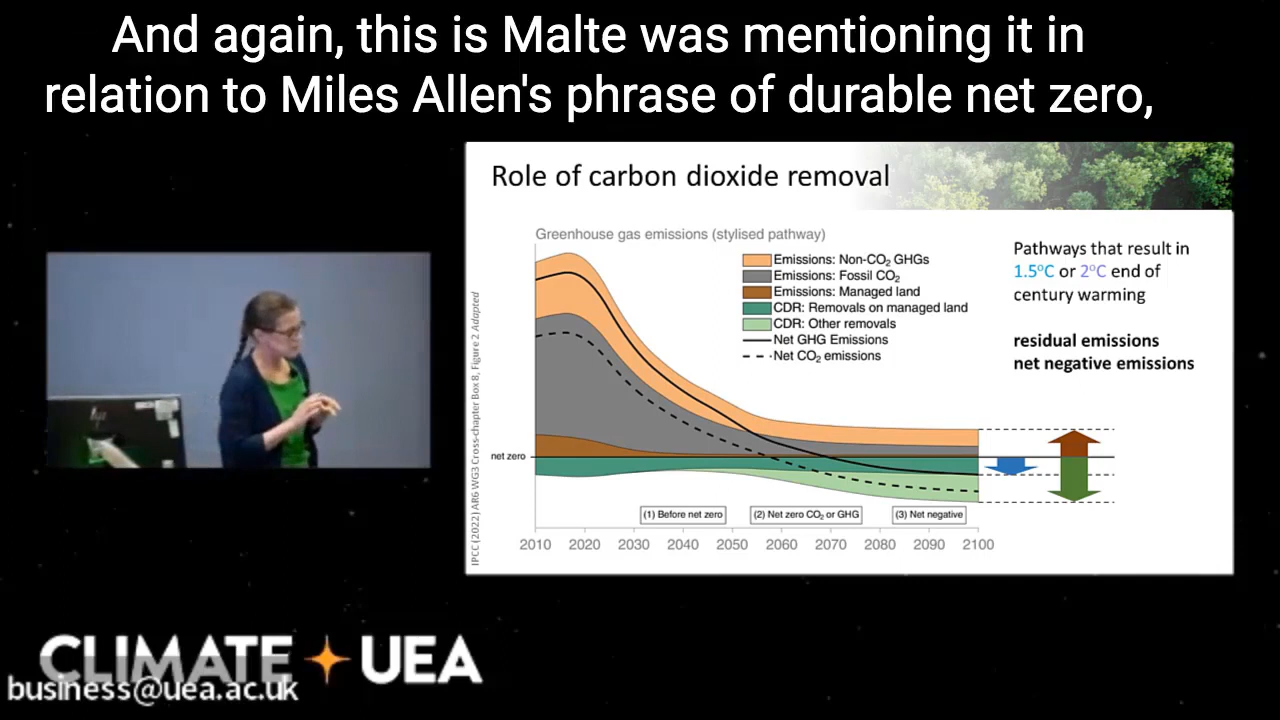 And again, this is Malte was mentioning it in
relation to Miles Allen's phrase of durable net zero,
Role of carbon dioxide removal
Greenhouse gas emissions (stylised pathway)
Emissions: Non-CO₂ GHGs
Emissions: Fossil CO₂
Emissions: Managed land
CDR: Removals on managed land
CDR: Other removals
Net GHG Emissions
Net CO₂ emissions
Pathways that result in
1.5°C or 2°C end of
century warming
residual emissions
net negative emissions
IPCC (2022) AR6 WG3 Cross-chapter Box 8, Figure 2 Adapted
net zero
(1) Before net zero
(2) Net zero CO₂ or GHG
(3) Net negative
2010 2020 2030 2040 2050 2060 2070 2080 2090 2100
hp
CLIMATE UEA
business@uea.ac.uk